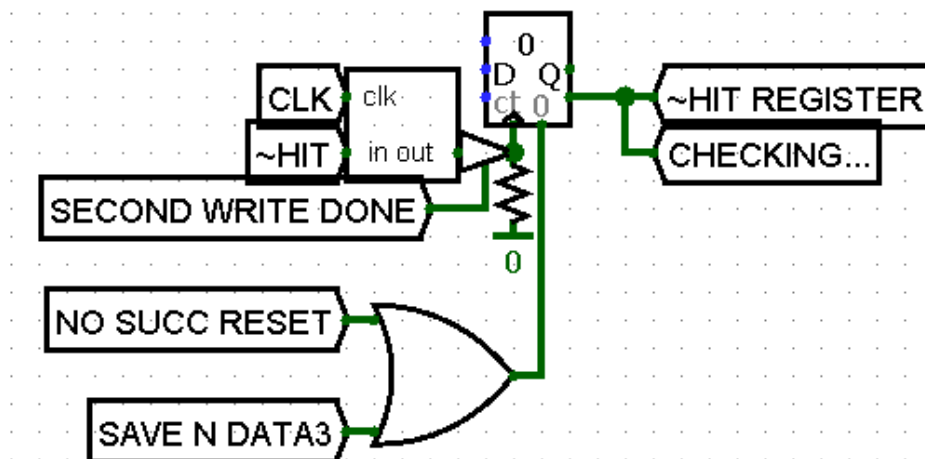 0
D Q
ct 0
CLK
clk
~HIT REGISTER
~HIT
in out
CHECKING...
SECOND WRITE DONE
0
NO SUCC RESET
SAVE N DATA3